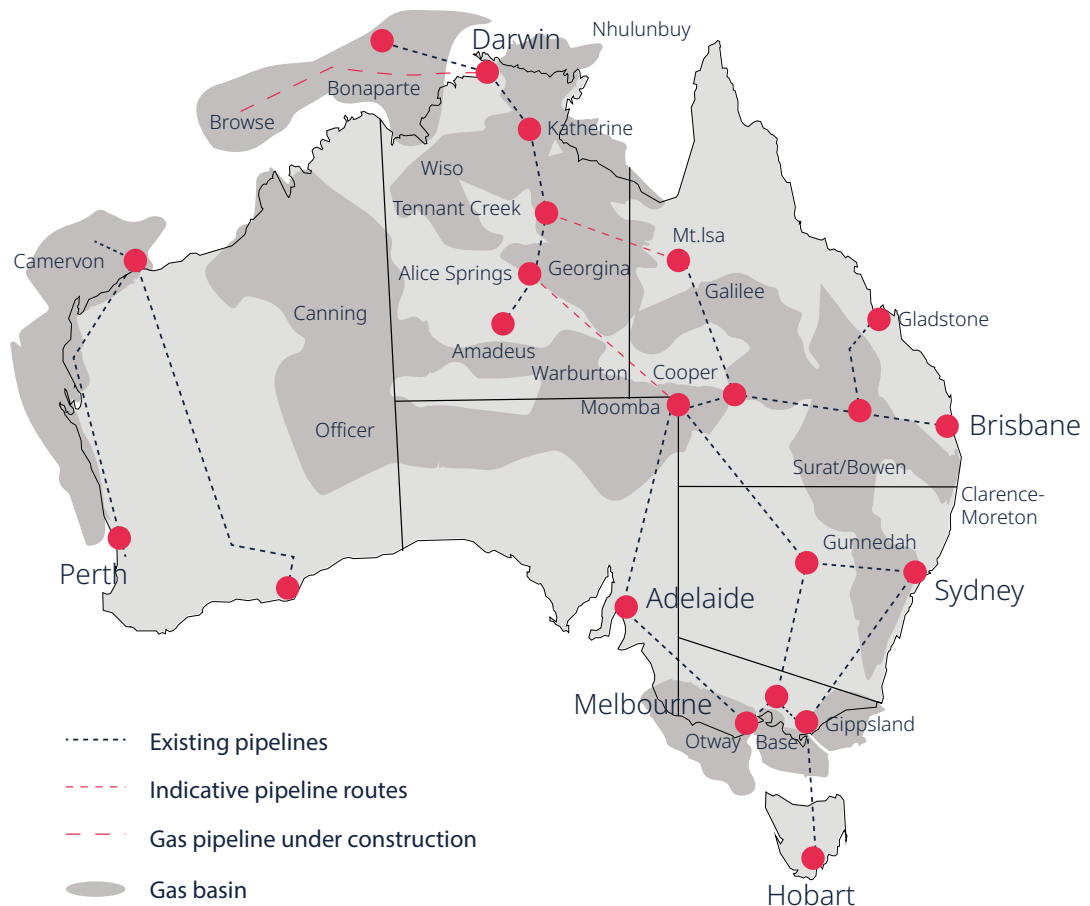 Nhulunbuy
Darwin
Bonaparte
Browse
Katherine
Wiso
Tennant Creek
Mt.lsa
Camervon
Alice Springs
Georgina
Galilee
Canning
Gladstone
Amadeus
Warburton
Cooper
Moomba
Officer
Brisbane
Surat/Bowen
Clarence-
Moreton
Gunnedah
Perth
Sydney
Adelaide
Melbourne
Gippsland
Otway
Base
Existing pipelines
Indicative pipeline routes
Gas pipeline under construction
Gas basin
Hobart